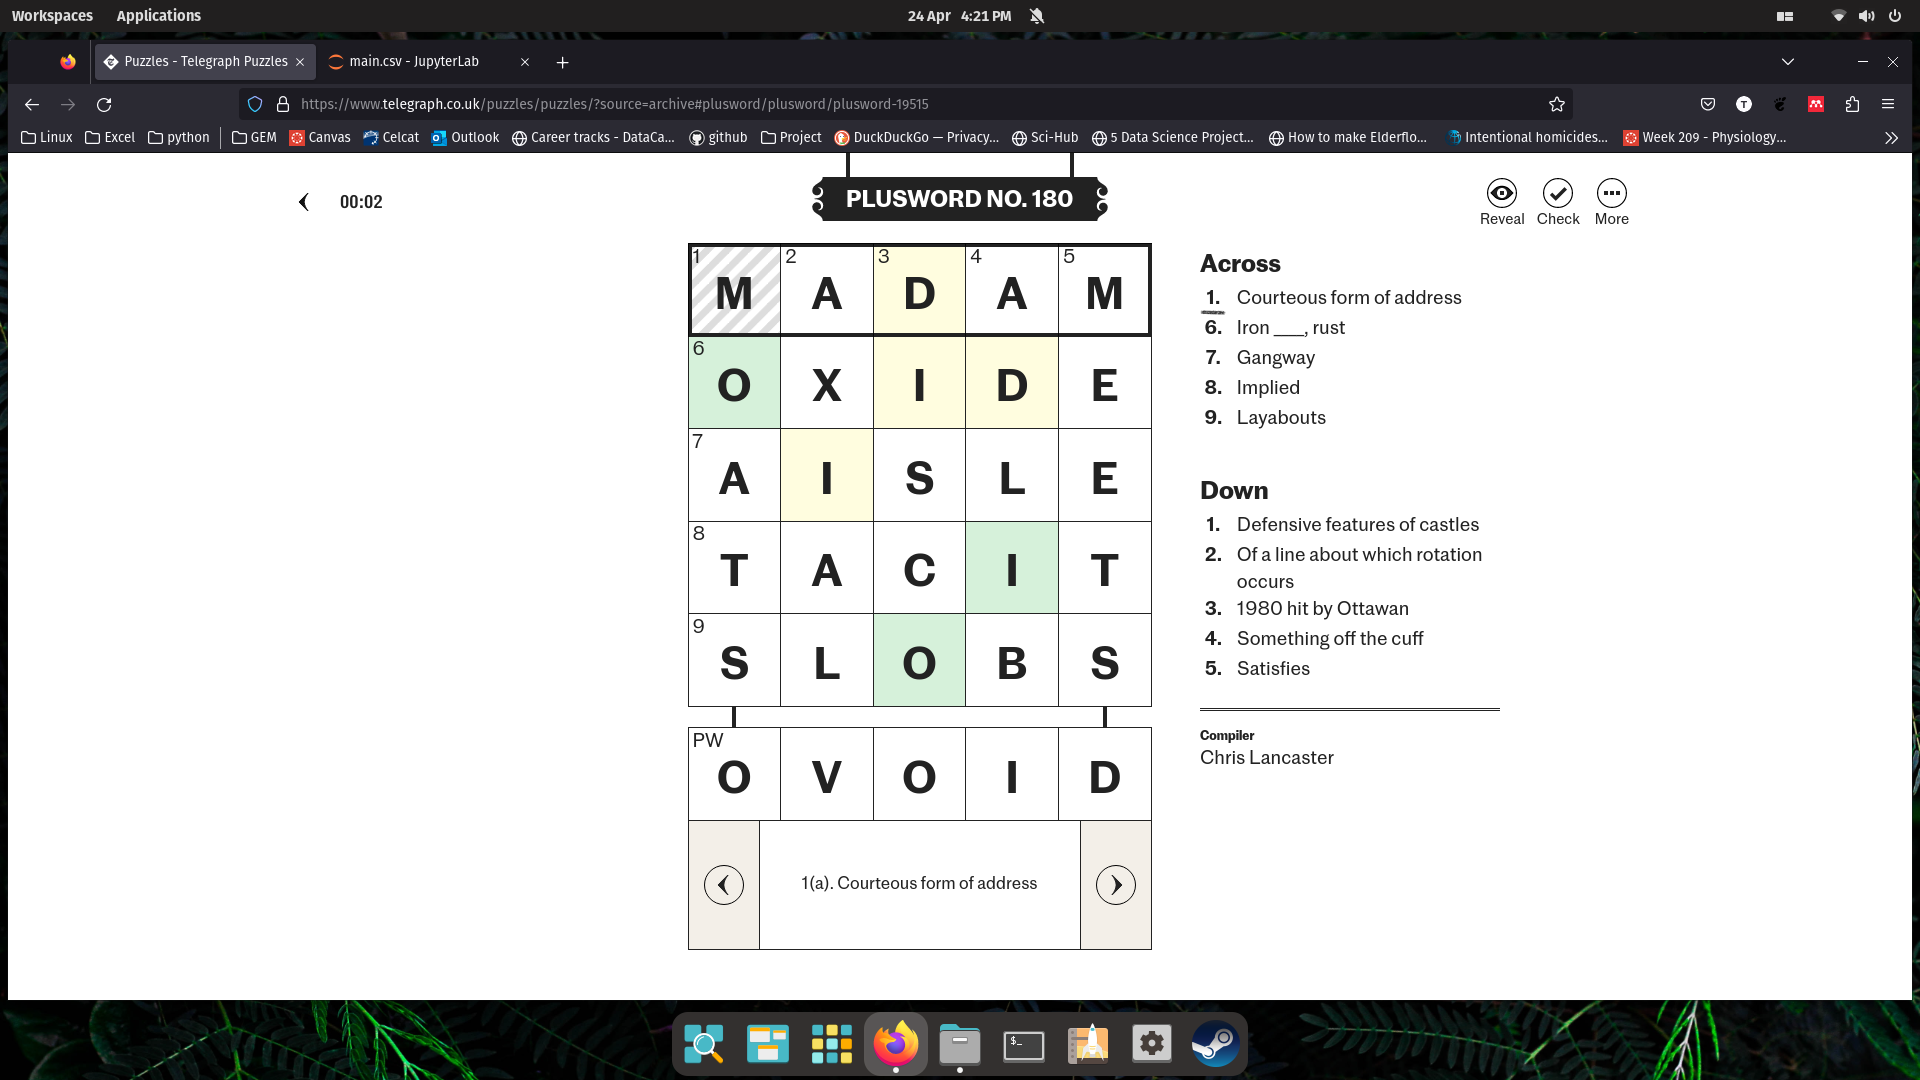 Workspaces Applications 24 Apr 4:21 PM
Puzzles - Telegraph Puzzles main.csv - JupyterLab
https://www.telegraph.co.uk/puzzles/puzzles/?source=archive#plusword/plusword/plusword-19515
Linux Excel python GEM Canvas Celcat Outlook Career tracks - DataCa... github Project DuckDuckGo — Privacy... Sci-Hub 5 Data Science Project... How to make Elderflo... Intentional homicides... Week 209 - Physiology...
00:02
PLUSWORD NO. 180
Reveal Check More
1 M 2 A 3 D 4 A 5 M
6 O X I D E
7 A I S L E
8 T A C I T
9 S L O B S
PW O V O I D
1(a). Courteous form of address
Across
1. Courteous form of address
6. Iron ___, rust
7. Gangway
8. Implied
9. Layabouts
Down
1. Defensive features of castles
2. Of a line about which rotation
occurs
3. 1980 hit by Ottawan
4. Something off the cuff
5. Satisfies
Compiler
Chris Lancaster